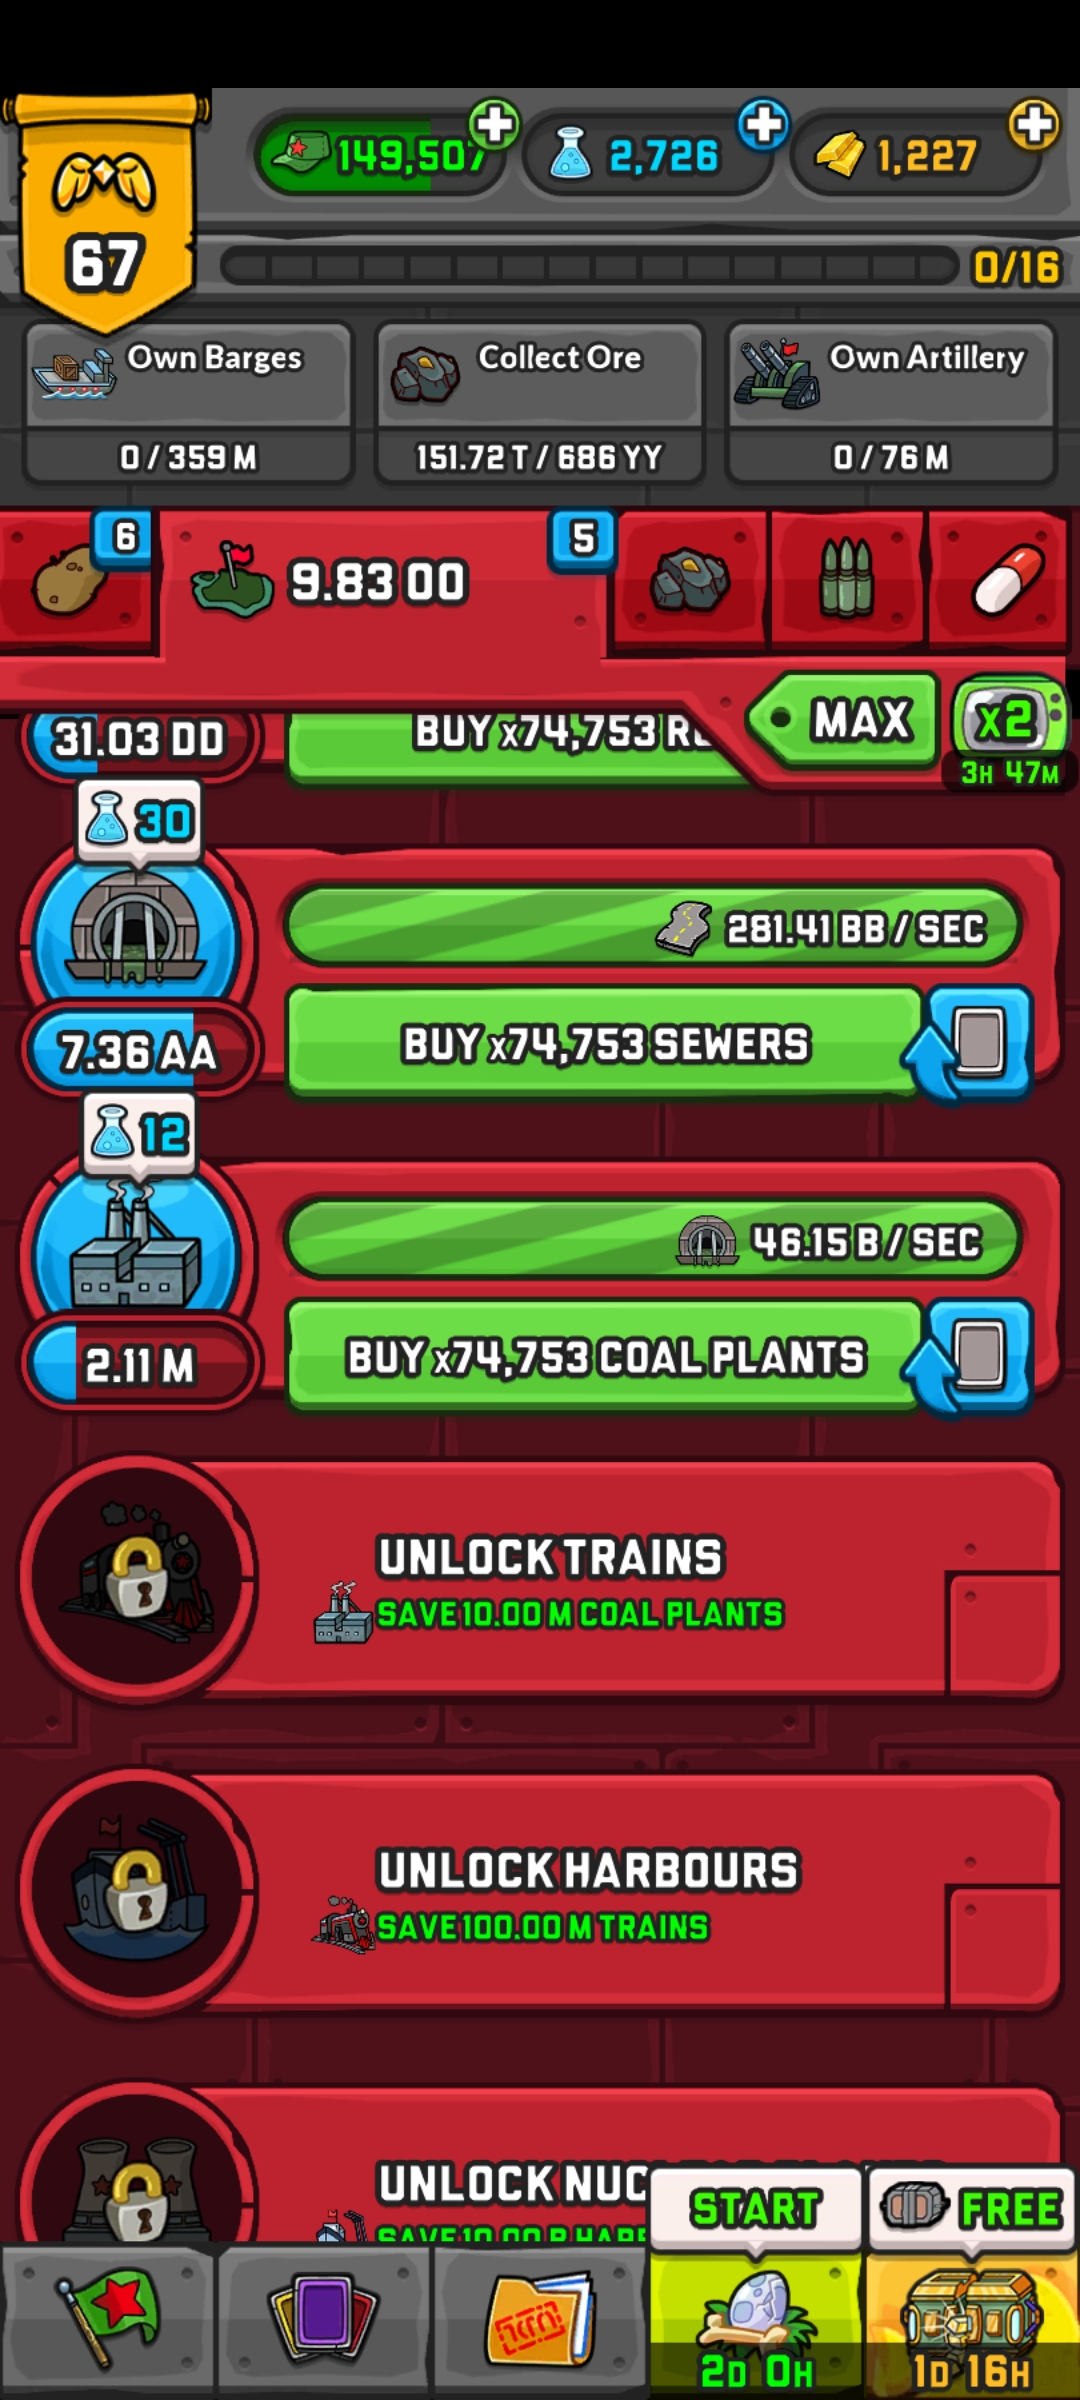 149,507
2,726
1,227
67
0/16
Own Barges
Collect Ore
Own Artillery
0 / 359 M
151.72 T / 686 YY
0 / 76 M
6
9.83 OO
5
MAX
X2
3H 47M
31.03 DD
BUY x74,753
30
281.41 BB / SEC
7.36 AA
BUY x74,753 SEWERS
12
46.15 B / SEC
2.11 M
BUY x74,753 COAL PLANTS
UNLOCK TRAINS
SAVE 10.00 M COAL PLANTS
UNLOCK HARBOURS
SAVE 100.00 M TRAINS
UNLOCK NUC
SAVE 10.00 B HARB
START
FREE
2D 0H
1D 16H